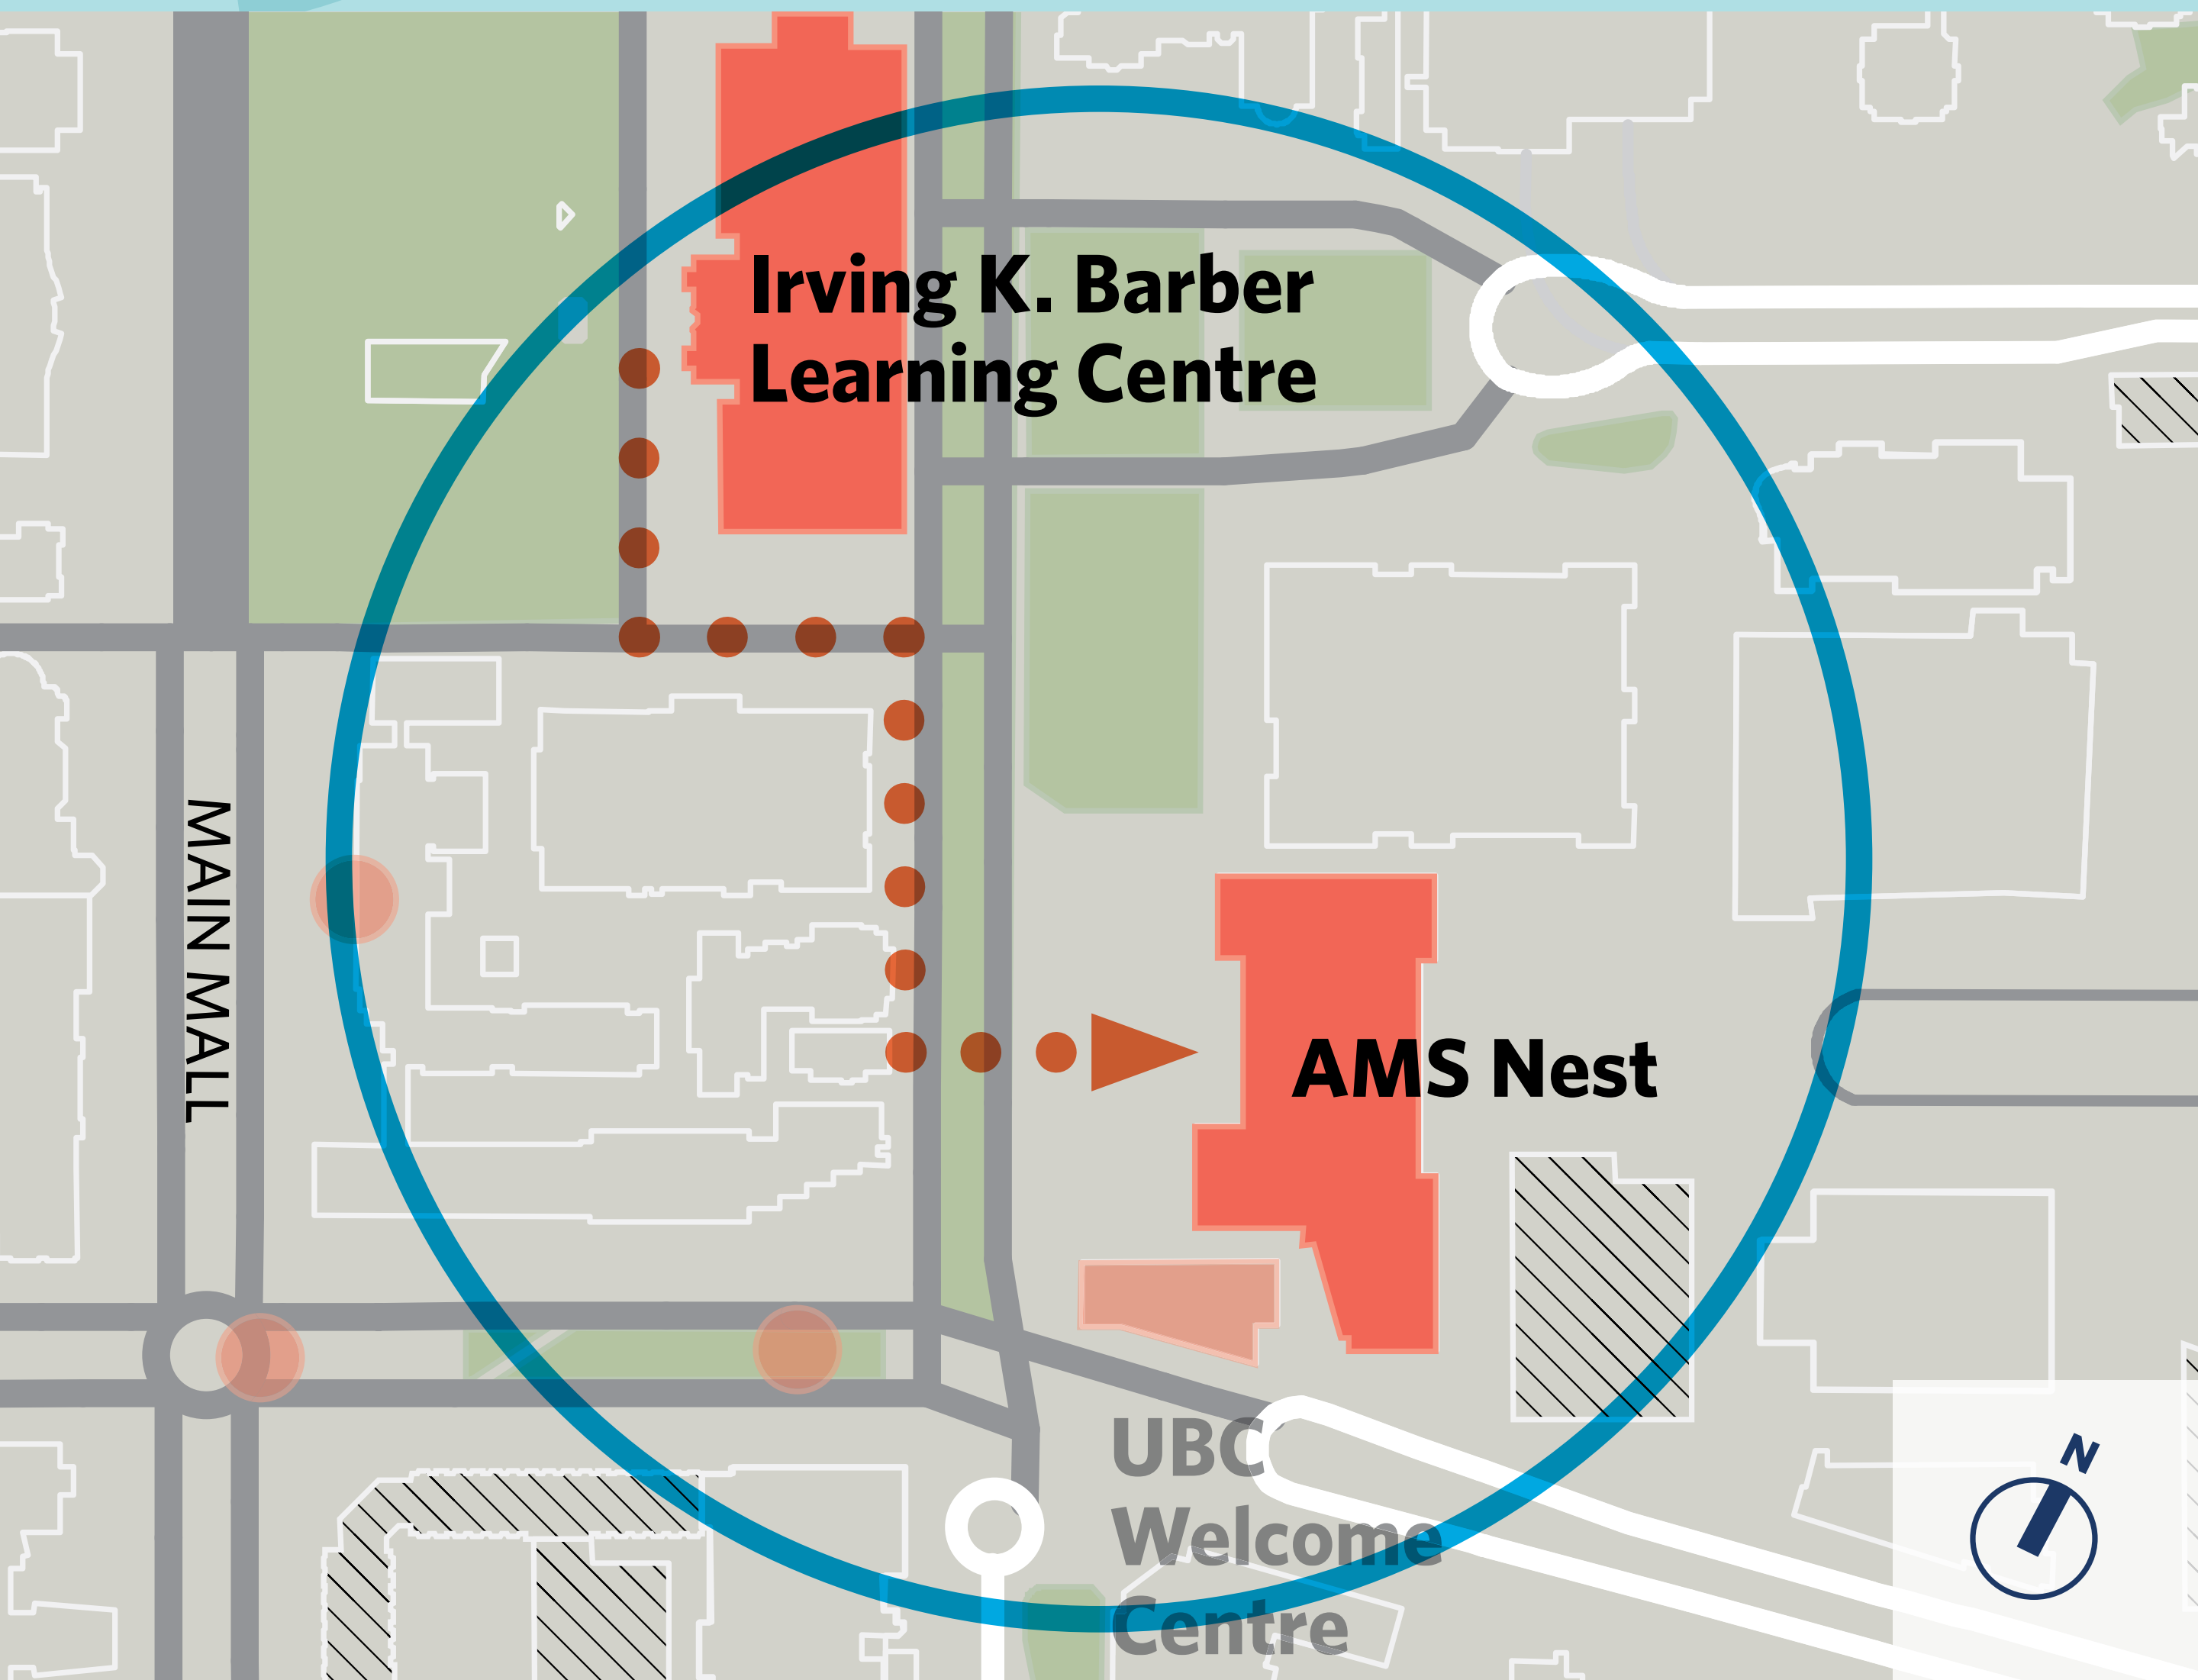 Irving K. Barber
Learning Centre
MAIN MALL
AMS Nest
UBC
Welcome
Centre
N